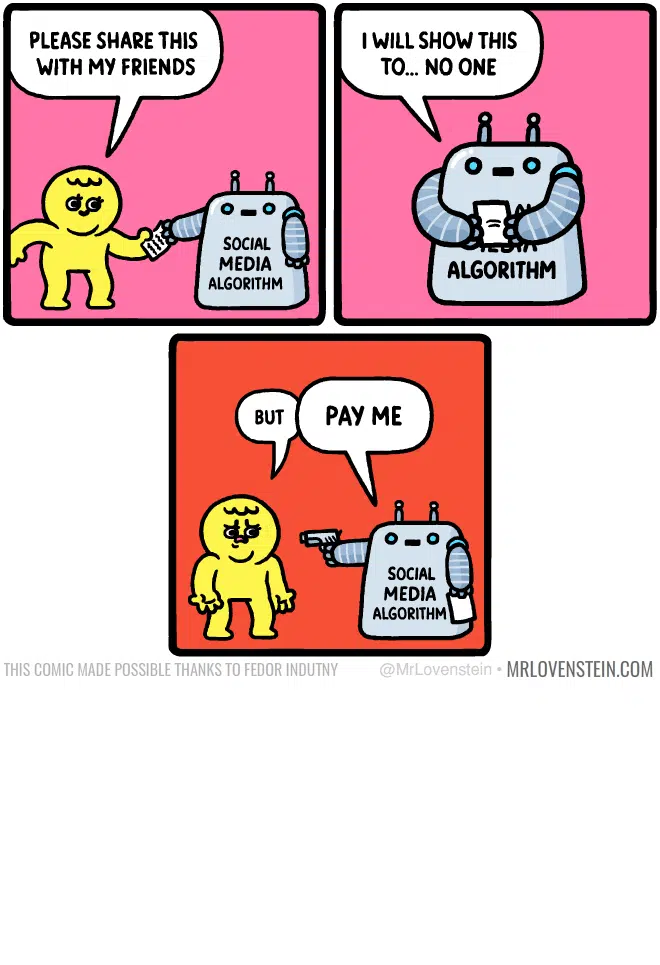 PLEASE SHARE THIS
WITH MY FRIENDS
SOCIAL
MEDIA
ALGORITHM
I WILL SHOW THIS
TO... NO ONE
ALGORITHM
BUT
PAY ME
SOCIAL
MEDIA
ALGORITHM
THIS COMIC MADE POSSIBLE THANKS TO FEDOR INDUTNY
@MrLovenstein • MRLOVENSTEIN.COM